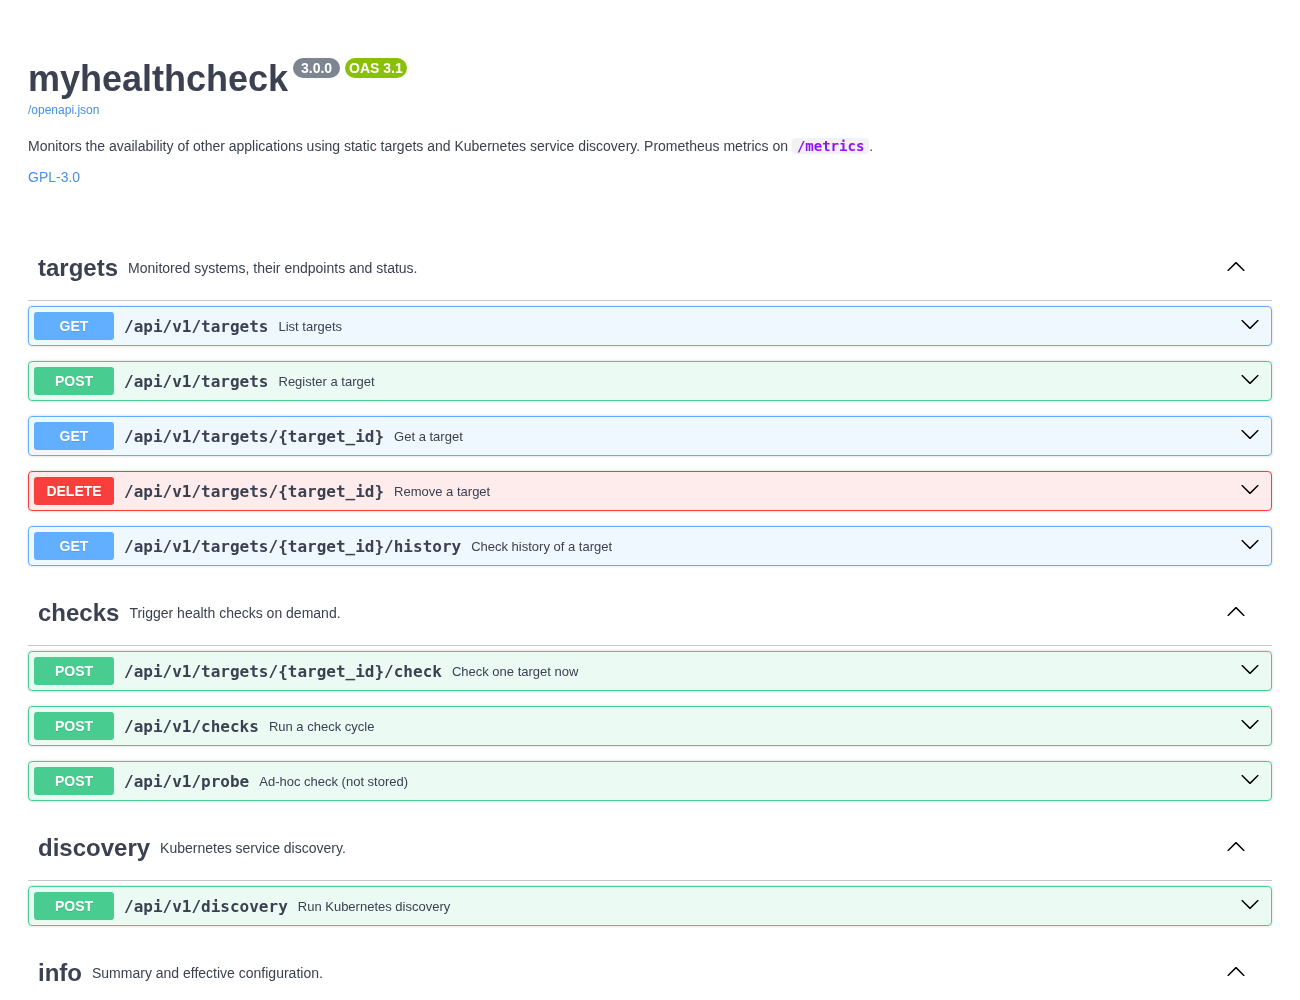 myhealthcheck 3.0.0 OAS 3.1
/openapi.json
Monitors the availability of other applications using static targets and Kubernetes service discovery. Prometheus metrics on /metrics.
GPL-3.0
targets Monitored systems, their endpoints and status.
GET /api/v1/targets List targets
POST /api/v1/targets Register a target
GET /api/v1/targets/{target_id} Get a target
DELETE /api/v1/targets/{target_id} Remove a target
GET /api/v1/targets/{target_id}/history Check history of a target
checks Trigger health checks on demand.
POST /api/v1/targets/{target_id}/check Check one target now
POST /api/v1/checks Run a check cycle
POST /api/v1/probe Ad-hoc check (not stored)
discovery Kubernetes service discovery.
POST /api/v1/discovery Run Kubernetes discovery
info Summary and effective configuration.